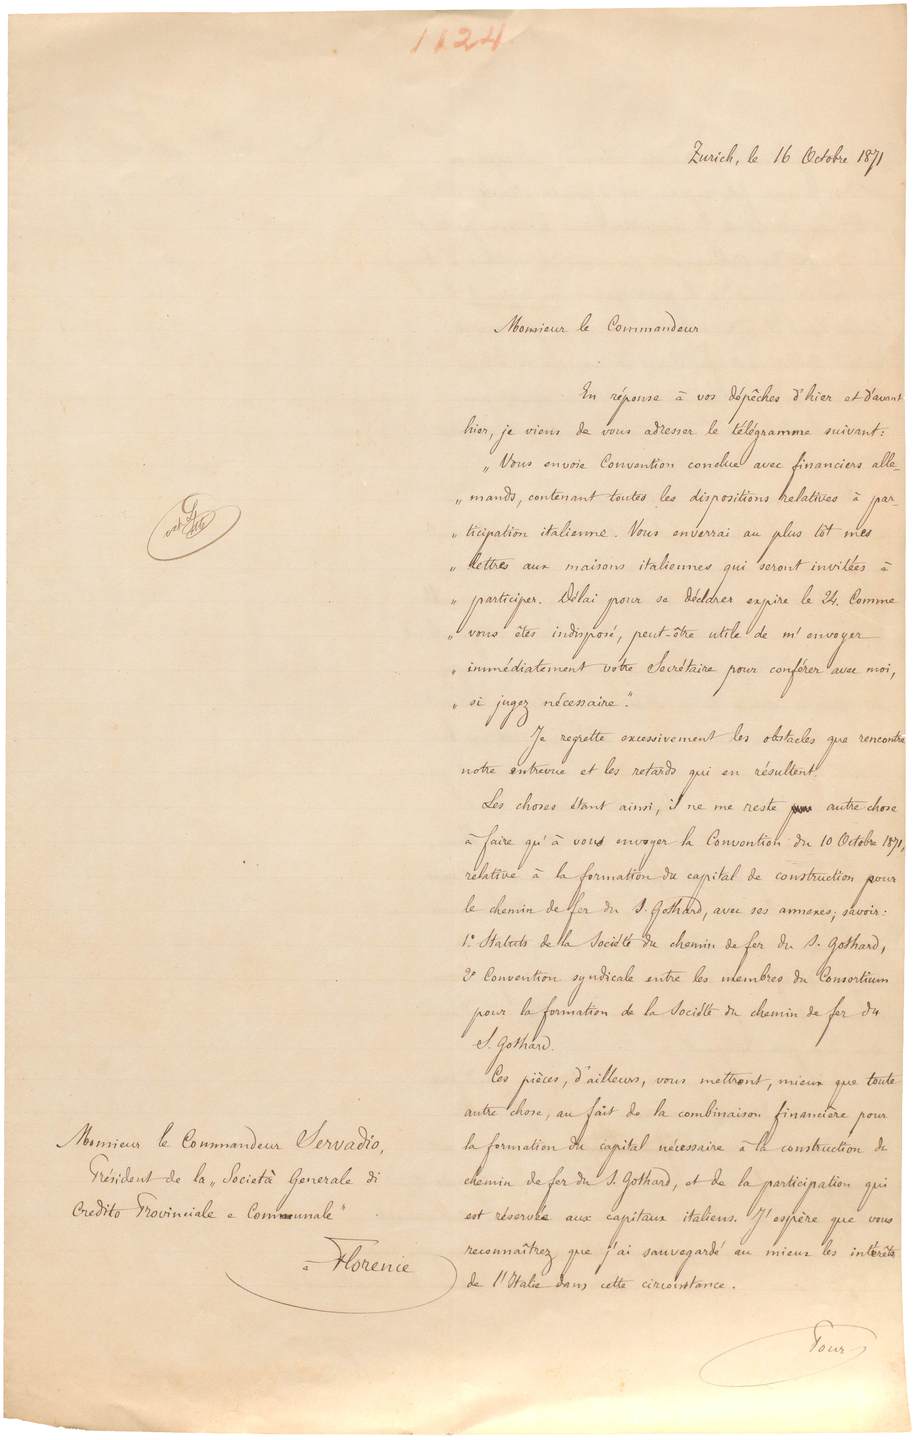 1124
Zurich, le 16 Octobre 1871
Monsieur le Commandeur
En réponse à vos dépêches d'hier et d'avant
hier, je viens de vous adresser le télégramme suivant:
„Vous envoie Convention conclue avec financiers alle-
„mands, contenant toutes les dispositions relatives à par-
„ticipation italienne. Vous enverrai au plus tôt mes
„lettres aux maisons italiennes qui seront invitées à
„participer. Délai pour se déclarer expire le 24. Comme
„vous êtes indisposé, peut-être utile de m'envoyer
„immédiatement votre Secrétaire pour conférer avec moi,
„si jugez nécessaire".
Je regrette excessivement les obstacles que rencontre
notre entrevue et les retards qui en résultent.
Les choses étant ainsi, il ne me reste autre chose
à faire qu'à vous envoyer la Convention du 10 Octobre 1871,
relative à la formation du capital de construction pour
le chemin de fer du S. Gothard, avec ses annexes; savoir:
1° Statuts de la Société du chemin de fer du S. Gothard,
2° Convention syndicale entre les membres du Consortium
pour la formation de la Société du chemin de fer du
S. Gothard.
Ces pièces, d'ailleurs, vous mettront, mieux que toute
autre chose, au fait de la combinaison financière pour
la formation du capital nécessaire à la construction du
chemin de fer du S. Gothard, et de la participation qui
est réservée aux capitaux italiens. J'espère que vous
reconnaîtrez que j'ai sauvegardé au mieux les intérêts
de l'Italie dans cette circonstance.
Pour
Monsieur le Commandeur Servadio,
Président de la „Società Generale di
Credito Provinciale e Communale"
a Florence